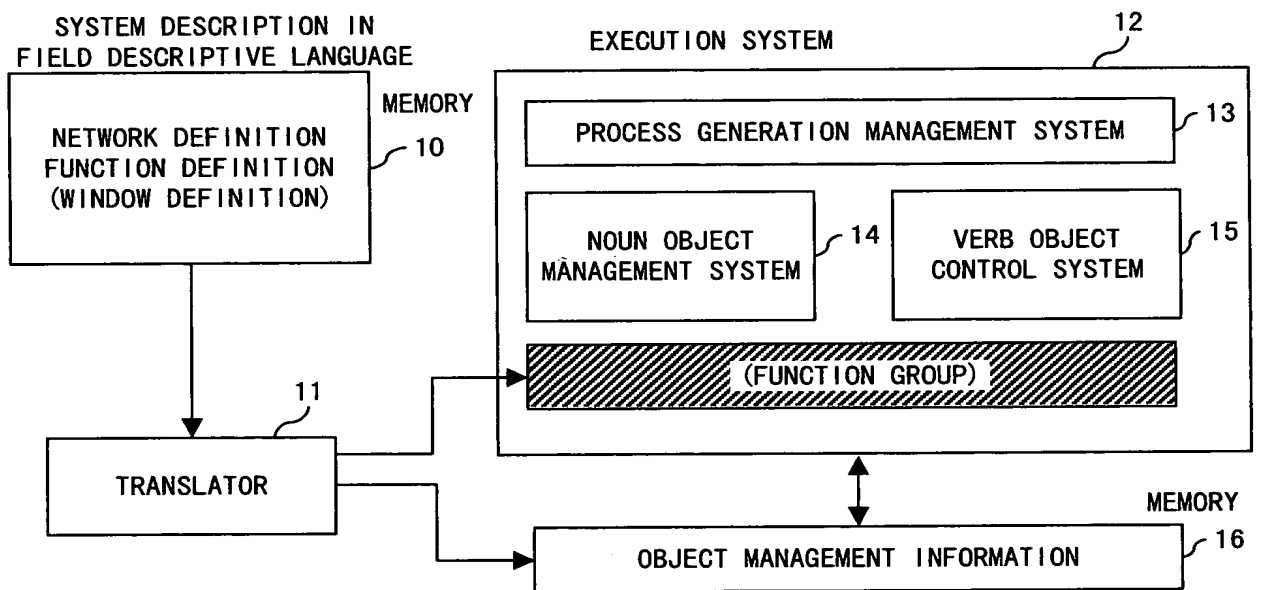 SYSTEM DESCRIPTION IN
FIELD DESCRIPTIVE LANGUAGE
MEMORY
10
NETWORK DEFINITION
FUNCTION DEFINITION
(WINDOW DEFINITION)
11
TRANSLATOR
EXECUTION SYSTEM
12
PROCESS GENERATION MANAGEMENT SYSTEM
13
NOUN OBJECT
MANAGEMENT SYSTEM
14
VERB OBJECT
CONTROL SYSTEM
15
(FUNCTION GROUP)
MEMORY
OBJECT MANAGEMENT INFORMATION
16